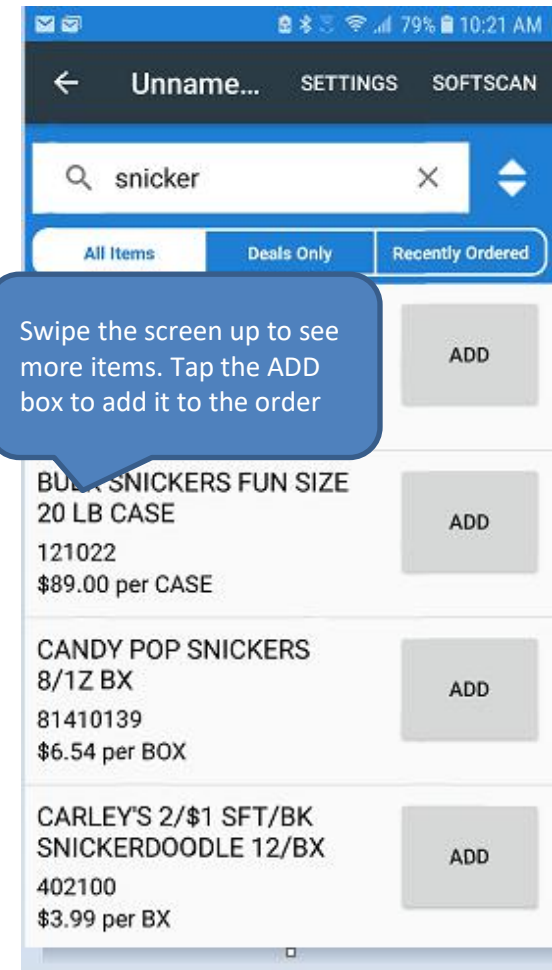 79% 10:21 AM
Unname... SETTINGS SOFTSCAN
snicker
All Items Deals Only Recently Ordered
Swipe the screen up to see
more items. Tap the ADD
box to add it to the order
ADD
BULK SNICKERS FUN SIZE
20 LB CASE
121022
$89.00 per CASE
ADD
CANDY POP SNICKERS
8/1Z BX
81410139
$6.54 per BOX
ADD
CARLEY'S 2/$1 SFT/BK
SNICKERDOODLE 12/BX
402100
$3.99 per BX
ADD